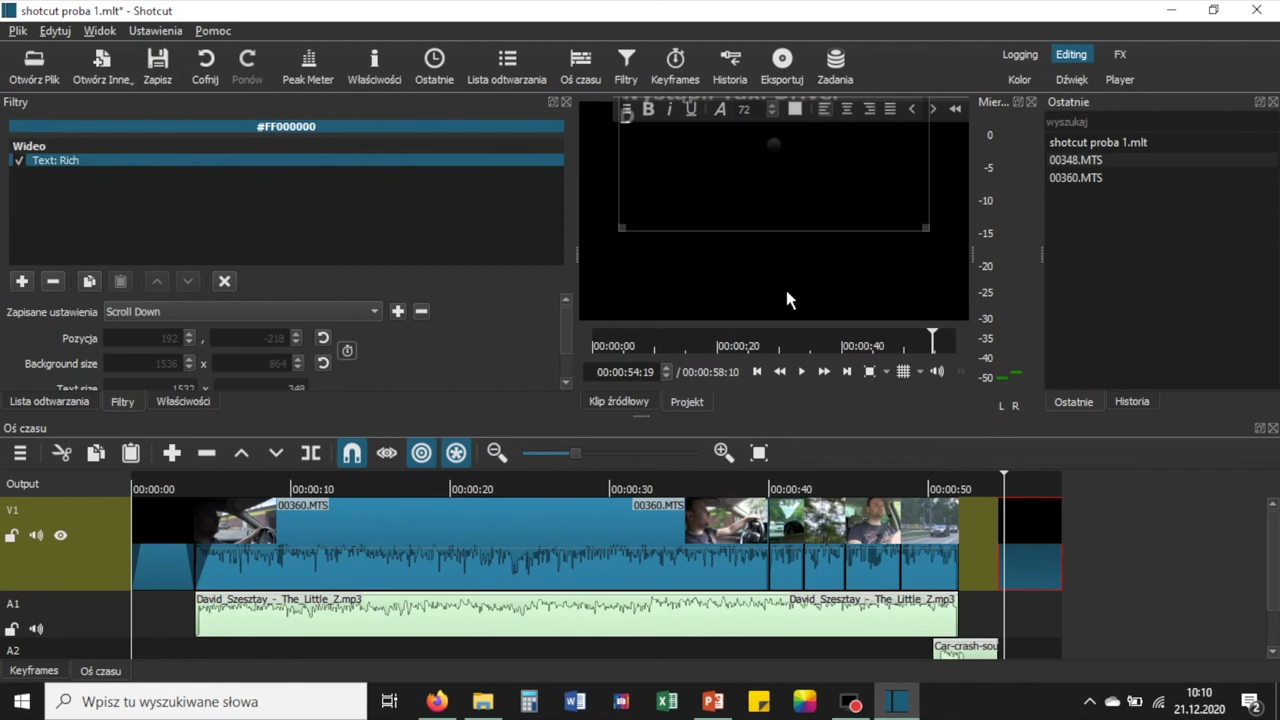 shotcut proba 1.mlt* - Shotcut
Plik Edytuj Widok Ustawienia Pomoc
Otwórz Plik Otwórz Inne. Zapisz Cofnij Ponów Peak Meter Właściwości Ostatnie Lista odtwarzania Oś czasu Filtry Keyframes Historia Eksportuj Zadania
Logging Editing FX
Kolor Dźwięk Player
Filtry
#FF000000
Wideo
Text: Rich
Zapisane ustawienia Scroll Down
Pozycja 192 , -218
Background size 1536 x 864
Text size 1532 x 348
Lista odtwarzania Filtry Właściwości
72
00:00:00 00:00:20 00:00:40
00:00:54:19 / 00:00:58:10
Klip źródłowy Projekt
Mier...
0
-5
-10
-15
-20
-25
-30
-35
-40
-50
L R
Ostatnie
wyszukaj
shotcut proba 1.mlt
00348.MTS
00360.MTS
Ostatnie Historia
Oś czasu
Output
00:00:00 00:00:10 00:00:20 00:00:30 00:00:40 00:00:50
V1
00360.MTS 00360.MTS
A1
David_Szesztay_-_The_Little_Z.mp3 David_Szesztay_-_The_Little_Z.mp3
A2
Car-crash-sou
Keyframes Oś czasu
Wpisz tu wyszukiwane słowa
10:10
21.12.2020
2